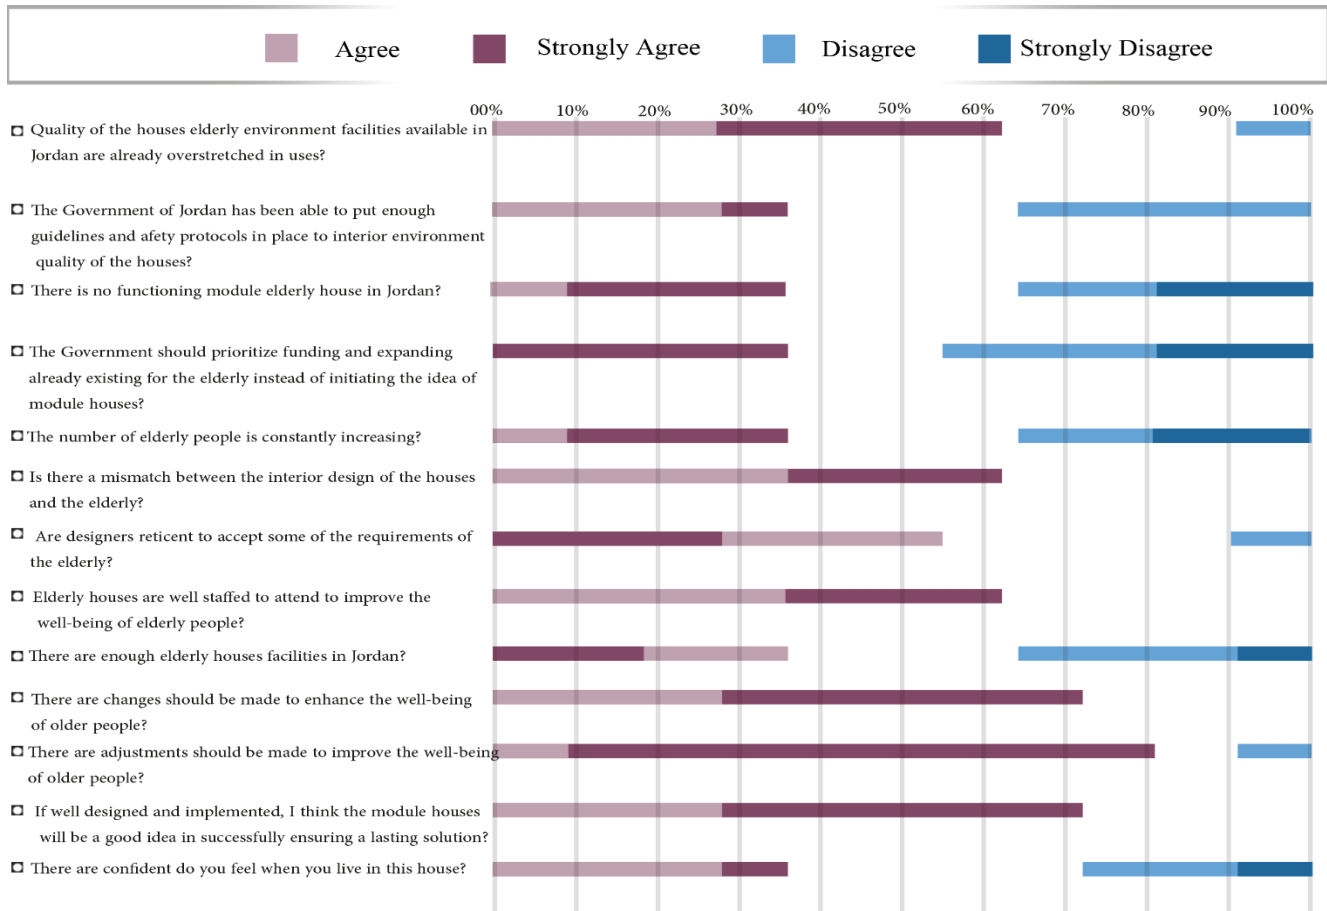 Agree Strongly Agree Disagree Strongly Disagree
00% 10% 20% 30% 40% 50% 60% 70% 80% 90% 100%
Quality of the houses elderly environment facilities available in
Jordan are already overstretched in uses?
The Government of Jordan has been able to put enough
guidelines and afety protocols in place to interior environment
quality of the houses?
There is no functioning module elderly house in Jordan?
The Government should prioritize funding and expanding
already existing for the elderly instead of initiating the idea of
module houses?
The number of elderly people is constantly increasing?
Is there a mismatch between the interior design of the houses
and the elderly?
Are designers reticent to accept some of the requirements of
the elderly?
Elderly houses are well staffed to attend to improve the
well-being of elderly people?
There are enough elderly houses facilities in Jordan?
There are changes should be made to enhance the well-being
of older people?
There are adjustments should be made to improve the well-being
of older people?
If well designed and implemented, I think the module houses
will be a good idea in successfully ensuring a lasting solution?
There are confident do you feel when you live in this house?